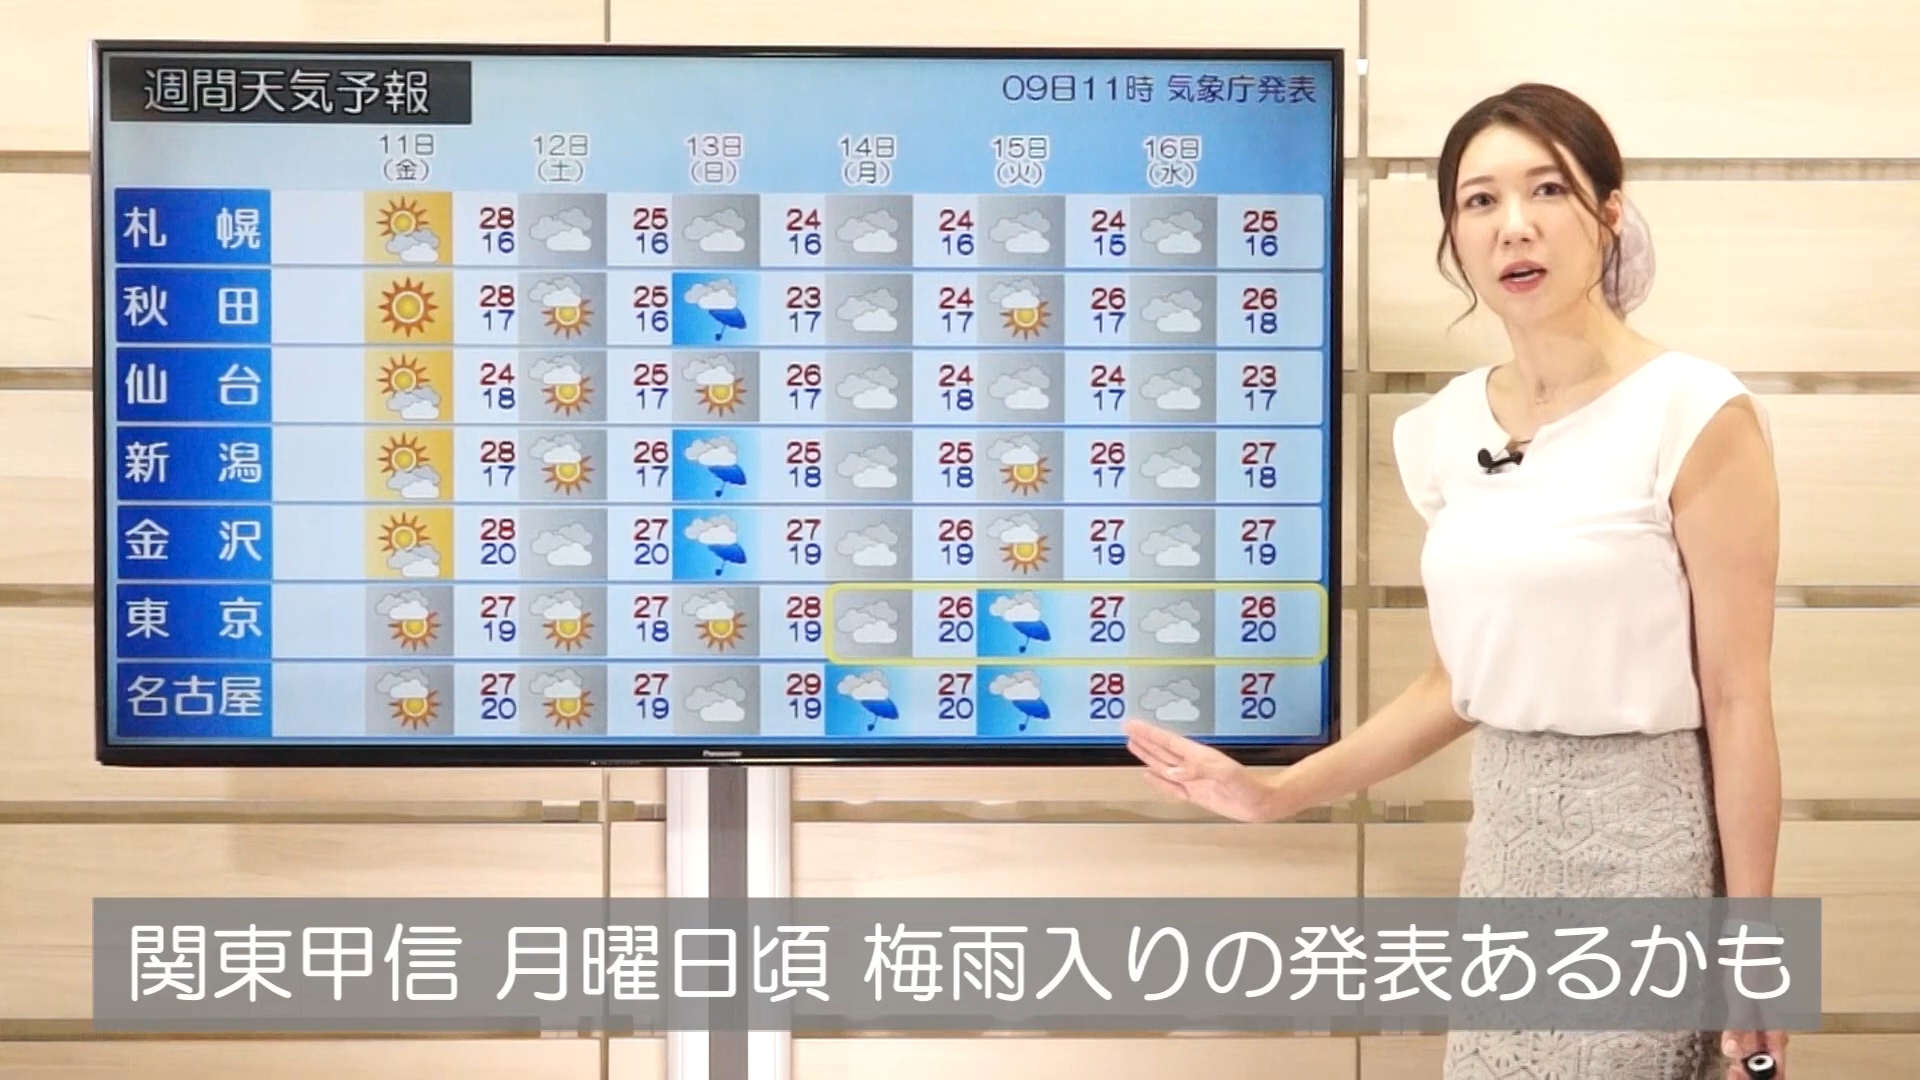 週間天気予報
09日11時 気象庁発表
11日 12日 13日 14日 15日 16日
(金) (土) (日) (月) (火) (水)
札幌 28 25 24 24 24 25
16 16 16 16 15 16
秋田 28 25 23 24 26 26
17 16 17 17 17 18
仙台 24 25 26 24 24 23
18 17 17 18 17 17
新潟 28 26 25 25 26 27
17 17 18 18 17 18
金沢 28 27 27 26 27 27
20 20 19 19 19 19
東京 27 27 28 26 27 26
19 18 19 20 20 20
名古屋 27 27 29 27 28 27
20 19 19 20 20 20
Panasonic
関東甲信 月曜日頃 梅雨入りの発表あるかも